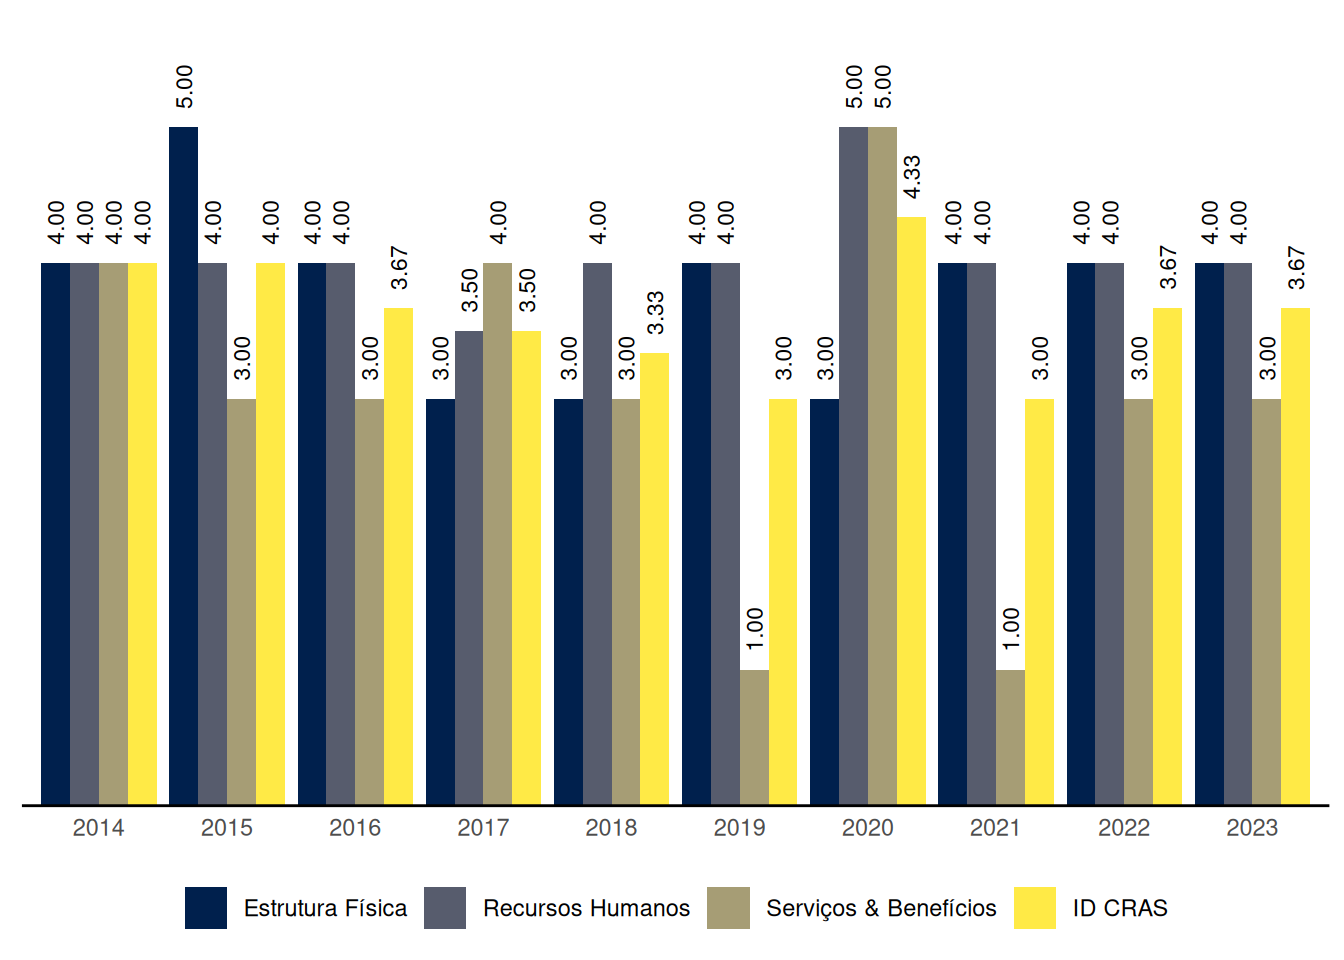 5.00 5.00 5.00
4.33
4.00 4.00 4.00 4.00 4.00 4.00 4.00 4.00 4.00 4.00 4.00 4.00 4.00 4.00 4.00 4.00 4.00 4.00
3.67 3.67 3.67
3.50 3.50
3.33
3.00 3.00 3.00 3.00 3.00 3.00 3.00 3.00 3.00 3.00
1.00 1.00
2014 2015 2016 2017 2018 2019 2020 2021 2022 2023
Estrutura Física Recursos Humanos Serviços & Benefícios ID CRAS